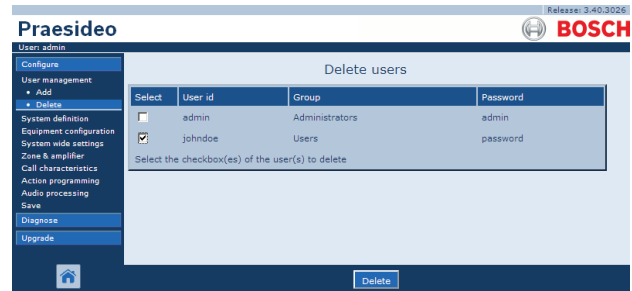 Release: 3.40.3026
Praesideo
BOSCH
User: admin
Configure
User management
• Add
• Delete
System definition
Equipment configuration
System wide settings
Zone & amplifier
Call characteristics
Action programming
Audio processing
Save
Diagnose
Upgrade
Delete users
Select User id Group Password
admin Administrators admin
johndoe Users password
Select the checkbox(es) of the user(s) to delete
Delete